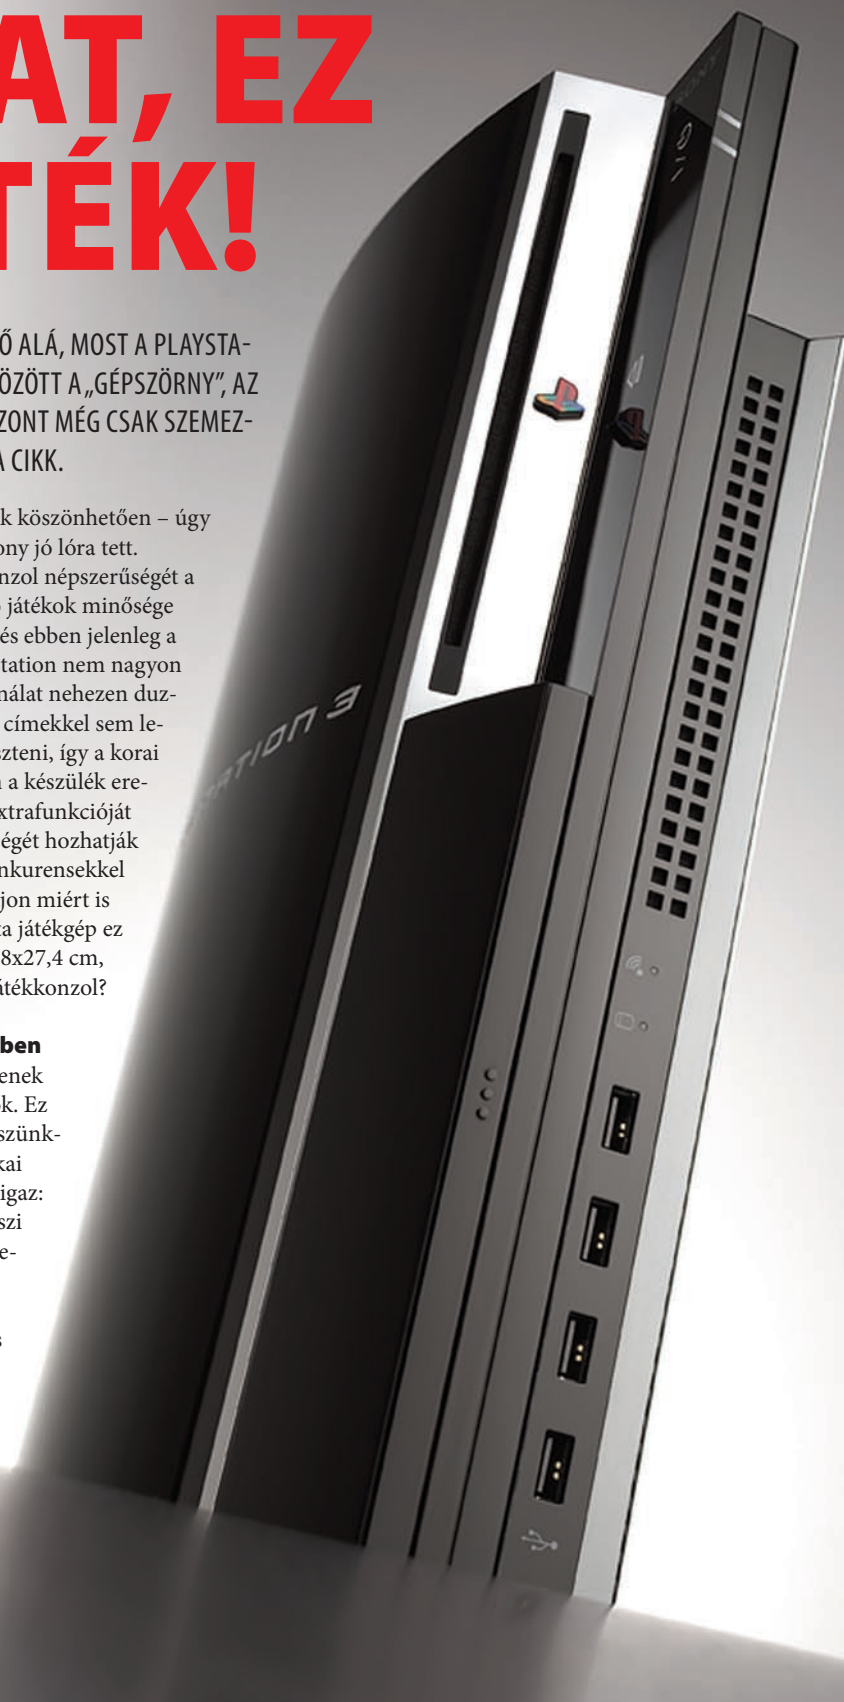 AT, EZ
TÉK!
Ő ALÁ, MOST A PLAYSTA-
ÖZÖTT A „GÉPSZÖRNY”, AZ
ZONT MÉG CSAK SZEMEZ-
A CIKK.
k köszönhetően – úgy
ony jó lóra tett.
nzol népszerűségét a
ó játékok minősége
és ebben jelenleg a
tation nem nagyon
nálat nehezen duz-
címekkel sem le-
szteni, így a korai
a készülék ere-
xtrafunkcióját
égét hozhatják
nkurensekkel
jon miért is
ta játékgép ez
8x27,4 cm,
átékkonzol?
ben
enek
k. Ez
szünk-
kai
igaz:
szi
e-
s
SONY
STATION 3